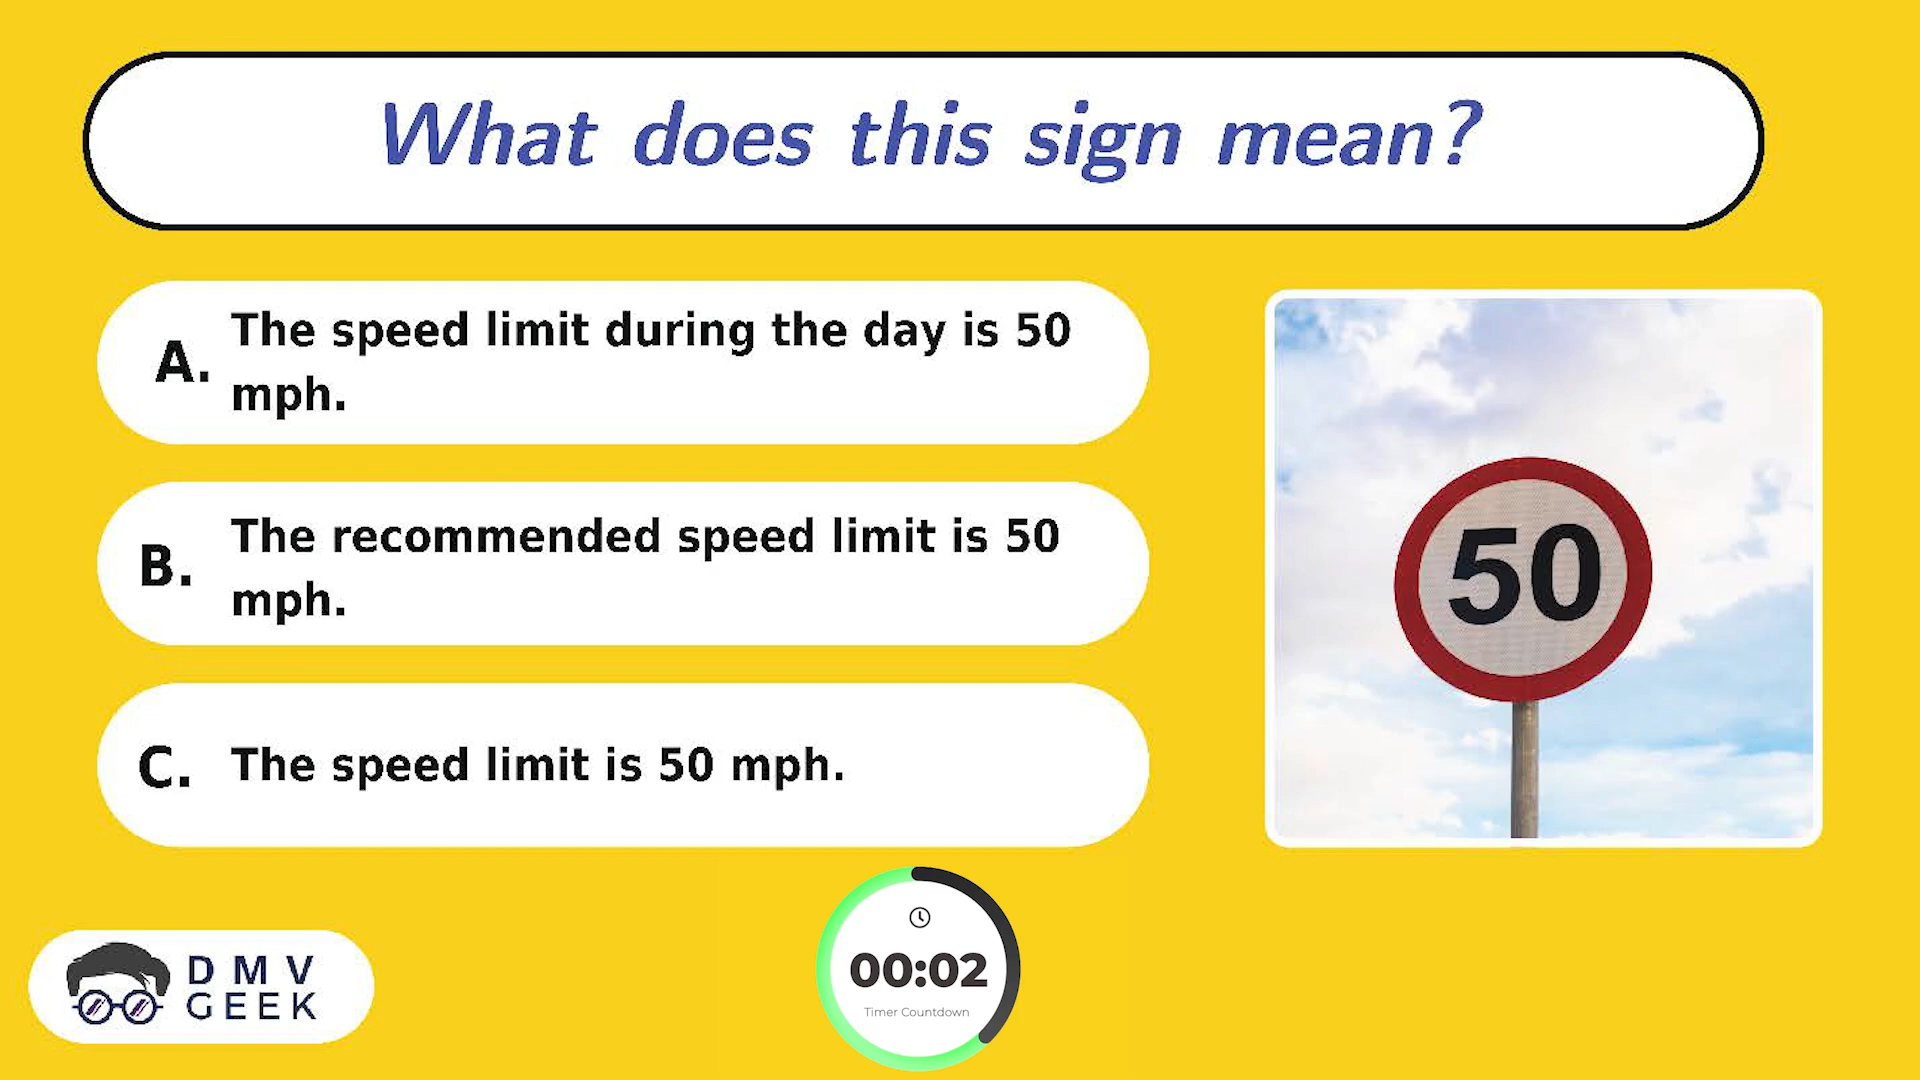 What does this sign mean?
A. The speed limit during the day is 50
mph.
B. The recommended speed limit is 50
mph.
C. The speed limit is 50 mph.
50
00:02
Timer Countdown
DMV
GEEK